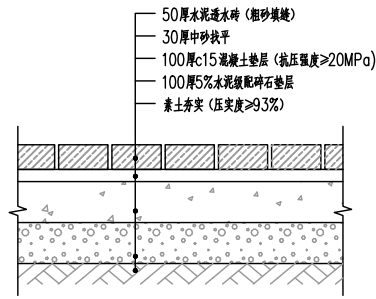 50厚水泥透水砖（粗砂填缝）
30厚中砂找平
100厚c15混凝土垫层（抗压强度≥20MPa）
100厚5%水泥级配碎石垫层
素土夯实（压实度≥93%）